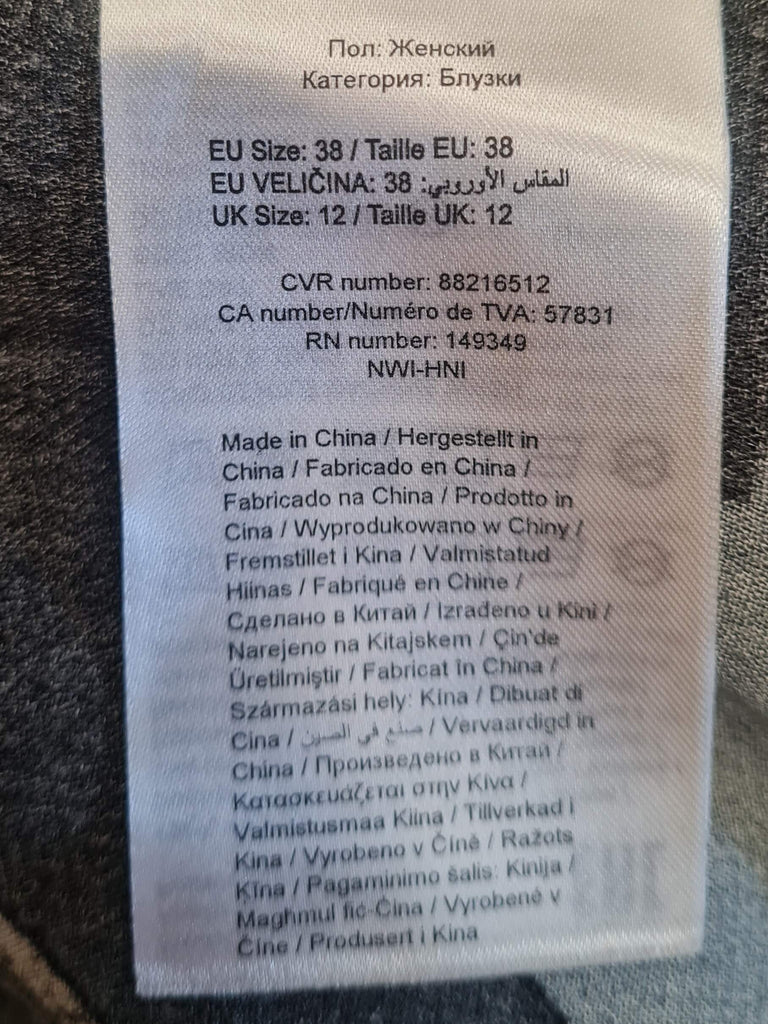 Пол: Женский
Категория: Блузки
EU Size: 38 / Taille EU: 38
EU VELIČINA: 38 :المقاس الأوروبي
UK Size: 12 / Taille UK: 12
CVR number: 88216512
CA number/Numéro de TVA: 57831
RN number: 149349
NWI-HNI
Made in China / Hergestellt in
China / Fabricado en China /
Fabricado na China / Prodotto in
Cina / Wyprodukowano w Chiny /
Fremstillet i Kina / Valmistatud
Hiinas / Fabriqué en Chine /
Сделано в Китай / Izrađeno u Kini /
Narejeno na Kitajskem / Çin'de
Üretilmiştir / Fabricat în China /
Származási hely: Kína / Dibuat di
Cina / صنع في الصين / Vervaardigd in
China / Произведено в Китай /
Κατασκευάζεται στην Κίνα /
Valmistusmaa Kiina / Tillverkad i
Kina / Vyrobeno v Číně / Ražots
Ķīna / Pagaminimo šalis: Kinija /
Magħmul fiċ-Ċina / Vyrobené v
Číne / Produsert i Kina